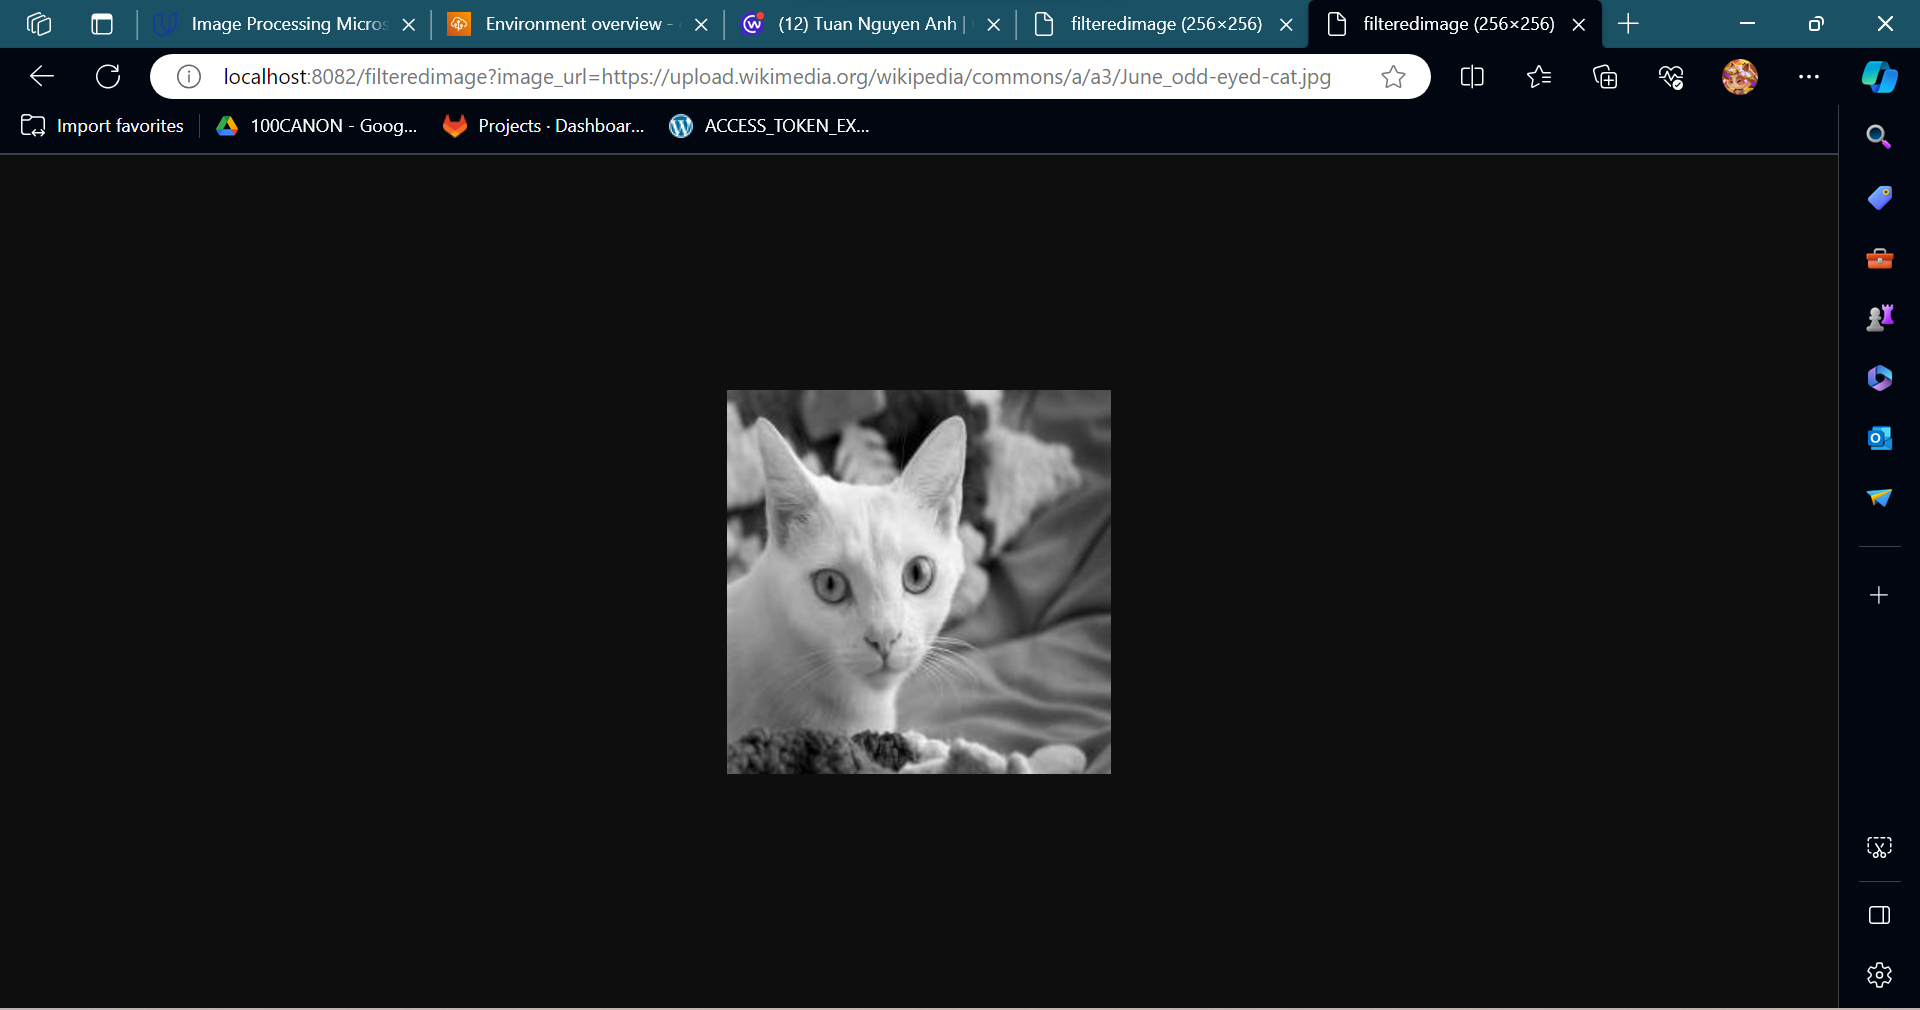 Image Processing Micros
Environment overview -
(12) Tuan Nguyen Anh |
filteredimage (256×256)
filteredimage (256×256)
localhost:8082/filteredimage?image_url=https://upload.wikimedia.org/wikipedia/commons/a/a3/June_odd-eyed-cat.jpg
Import favorites
100CANON - Goog...
Projects · Dashboar...
ACCESS_TOKEN_EX...